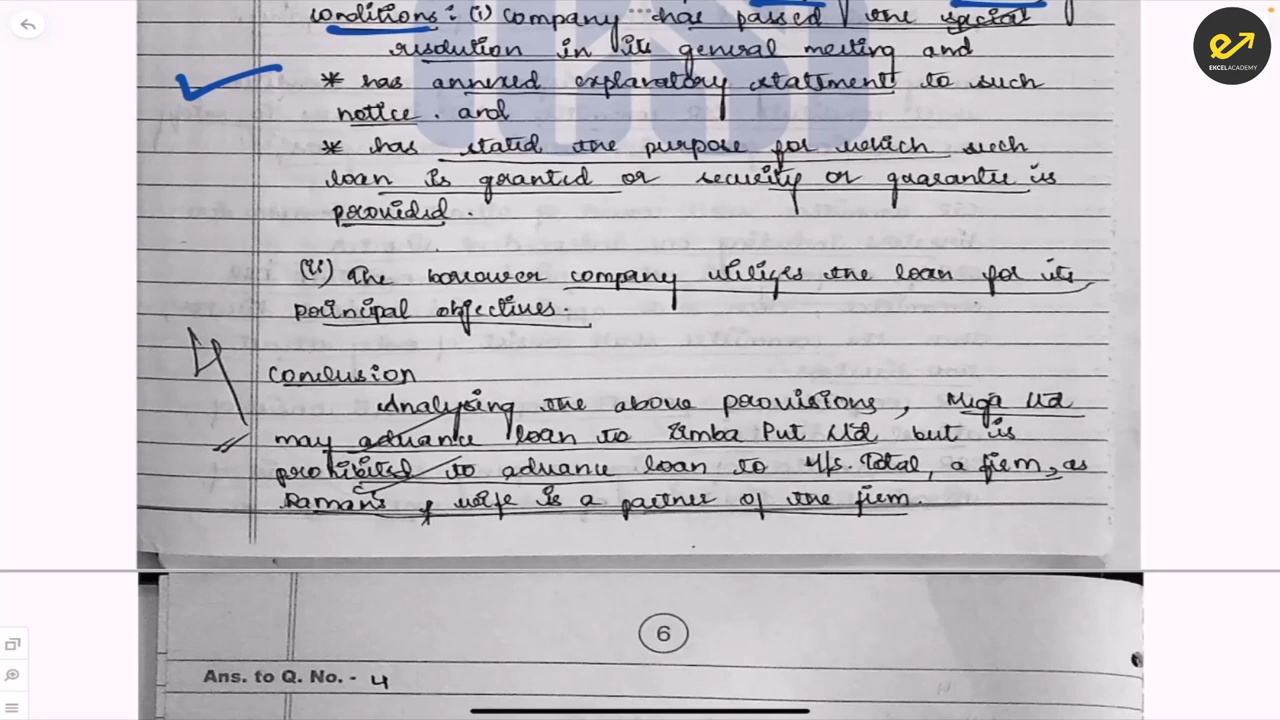 conditions: (i) company has passed the special
resolution in its general meeting and
* has annexed explanatory statement to such
notice. and
* has stated the purpose for which such
loan is granted or security or guarantee is
provided.
(ii) The borrower company utilizes the loan for its
principal objectives.
Conclusion
Analysing the above provisions, Mega Ltd
may advance loan to Zimba Pvt Ltd but is
prohibited to advance loan to M/s. Total, a firm, as
Raman's wife is a partner of the firm.
6
Ans. to Q. No. - 4
EKCELACADEMY